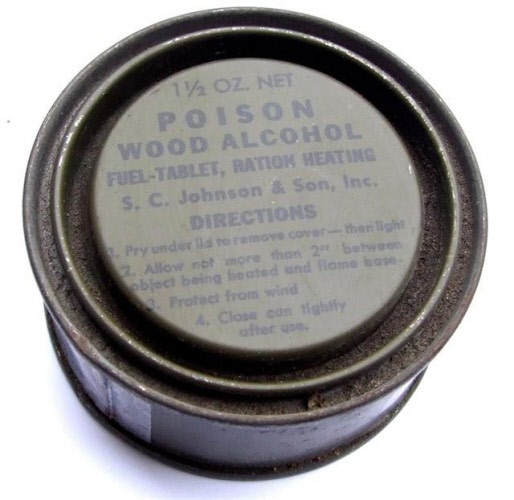 1½ OZ. NET
POISON
WOOD ALCOHOL
FUEL-TABLET, RATION HEATING
S. C. Johnson & Son, Inc.
DIRECTIONS
1. Pry under lid to remove cover—then light
2. Allow not more than 2" between
object being heated and flame base.
3. Protect from wind
4. Close can tightly
after use.